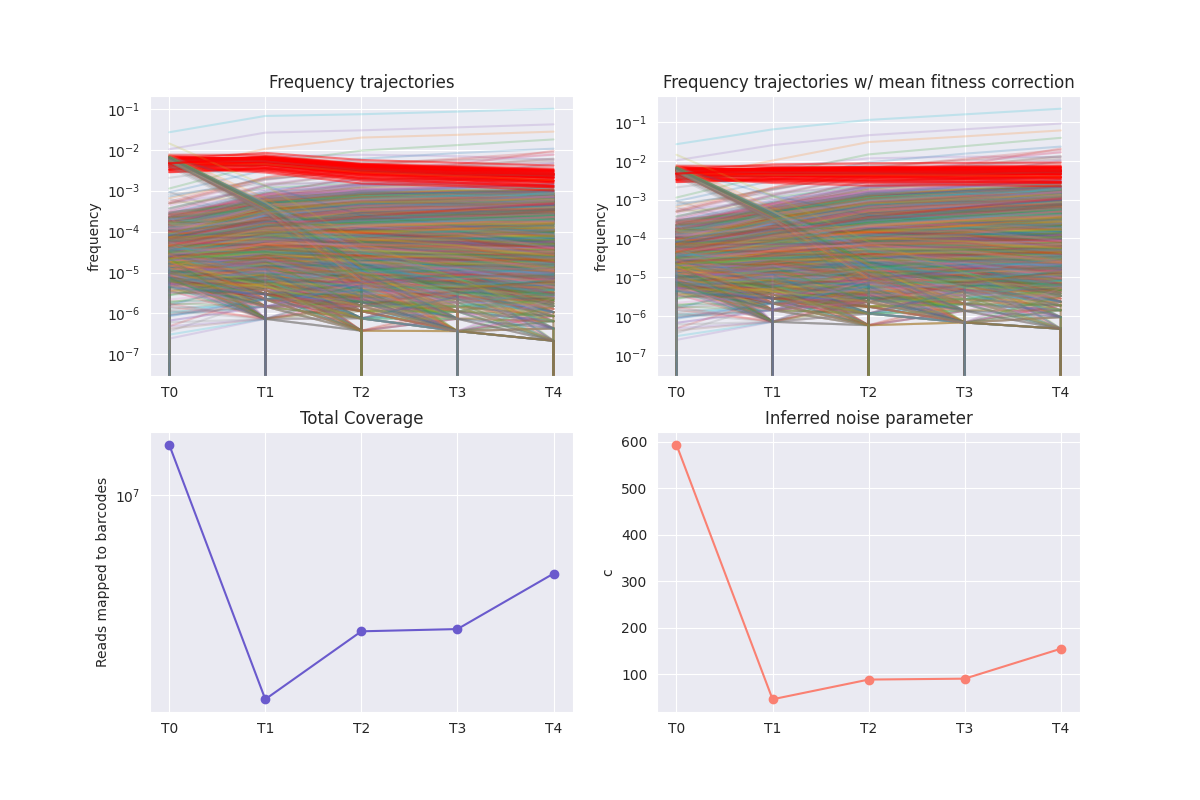 Frequency trajectories
Frequency trajectories w/ mean fitness correction
frequency
10⁻¹
10⁻²
10⁻³
10⁻⁴
10⁻⁵
10⁻⁶
10⁻⁷
T0 T1 T2 T3 T4
frequency
10⁻¹
10⁻²
10⁻³
10⁻⁴
10⁻⁵
10⁻⁶
10⁻⁷
T0 T1 T2 T3 T4
Total Coverage
Reads mapped to barcodes
10⁷
T0 T1 T2 T3 T4
Inferred noise parameter
c
600
500
400
300
200
100
T0 T1 T2 T3 T4